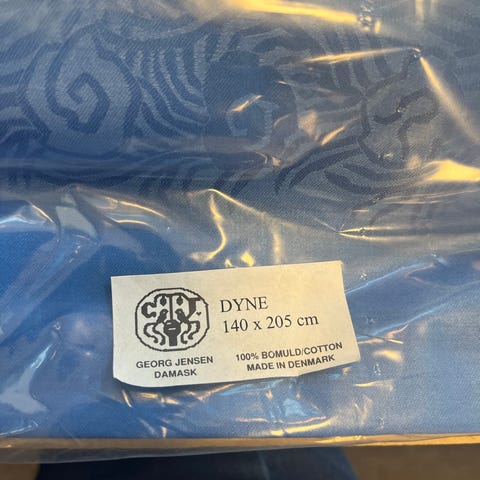 DYNE
140 x 205 cm
GEORG JENSEN
DAMASK
100% BOMULD/COTTON
MADE IN DENMARK